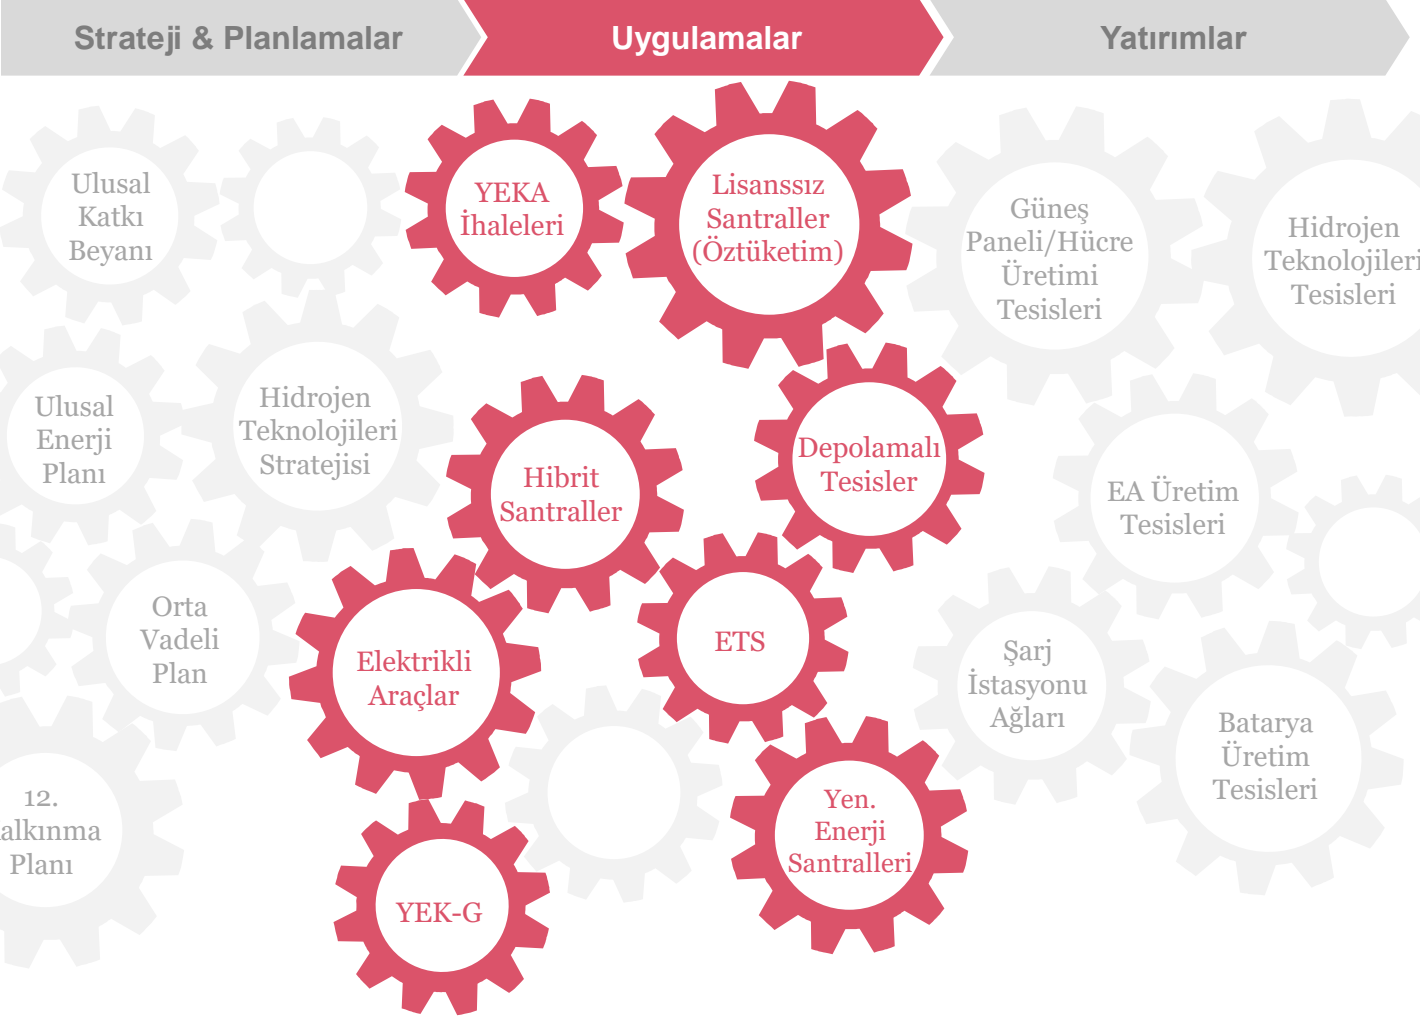 Strateji & Planlamalar
Uygulamalar
Yatırımlar
Ulusal
Katkı
Beyanı
Ulusal
Enerji
Planı
Hidrojen
Teknolojileri
Stratejisi
Orta
Vadeli
Plan
12.
alkınma
Planı
YEKA
İhaleleri
Lisanssız
Santraller
(Öztüketim)
Hibrit
Santraller
Depolamalı
Tesisler
Elektrikli
Araçlar
ETS
YEK-G
Yen.
Enerji
Santralleri
Güneş
Paneli/Hücre
Üretimi
Tesisleri
Hidrojen
Teknolojileri
Tesisleri
EA Üretim
Tesisleri
Şarj
İstasyonu
Ağları
Batarya
Üretim
Tesisleri